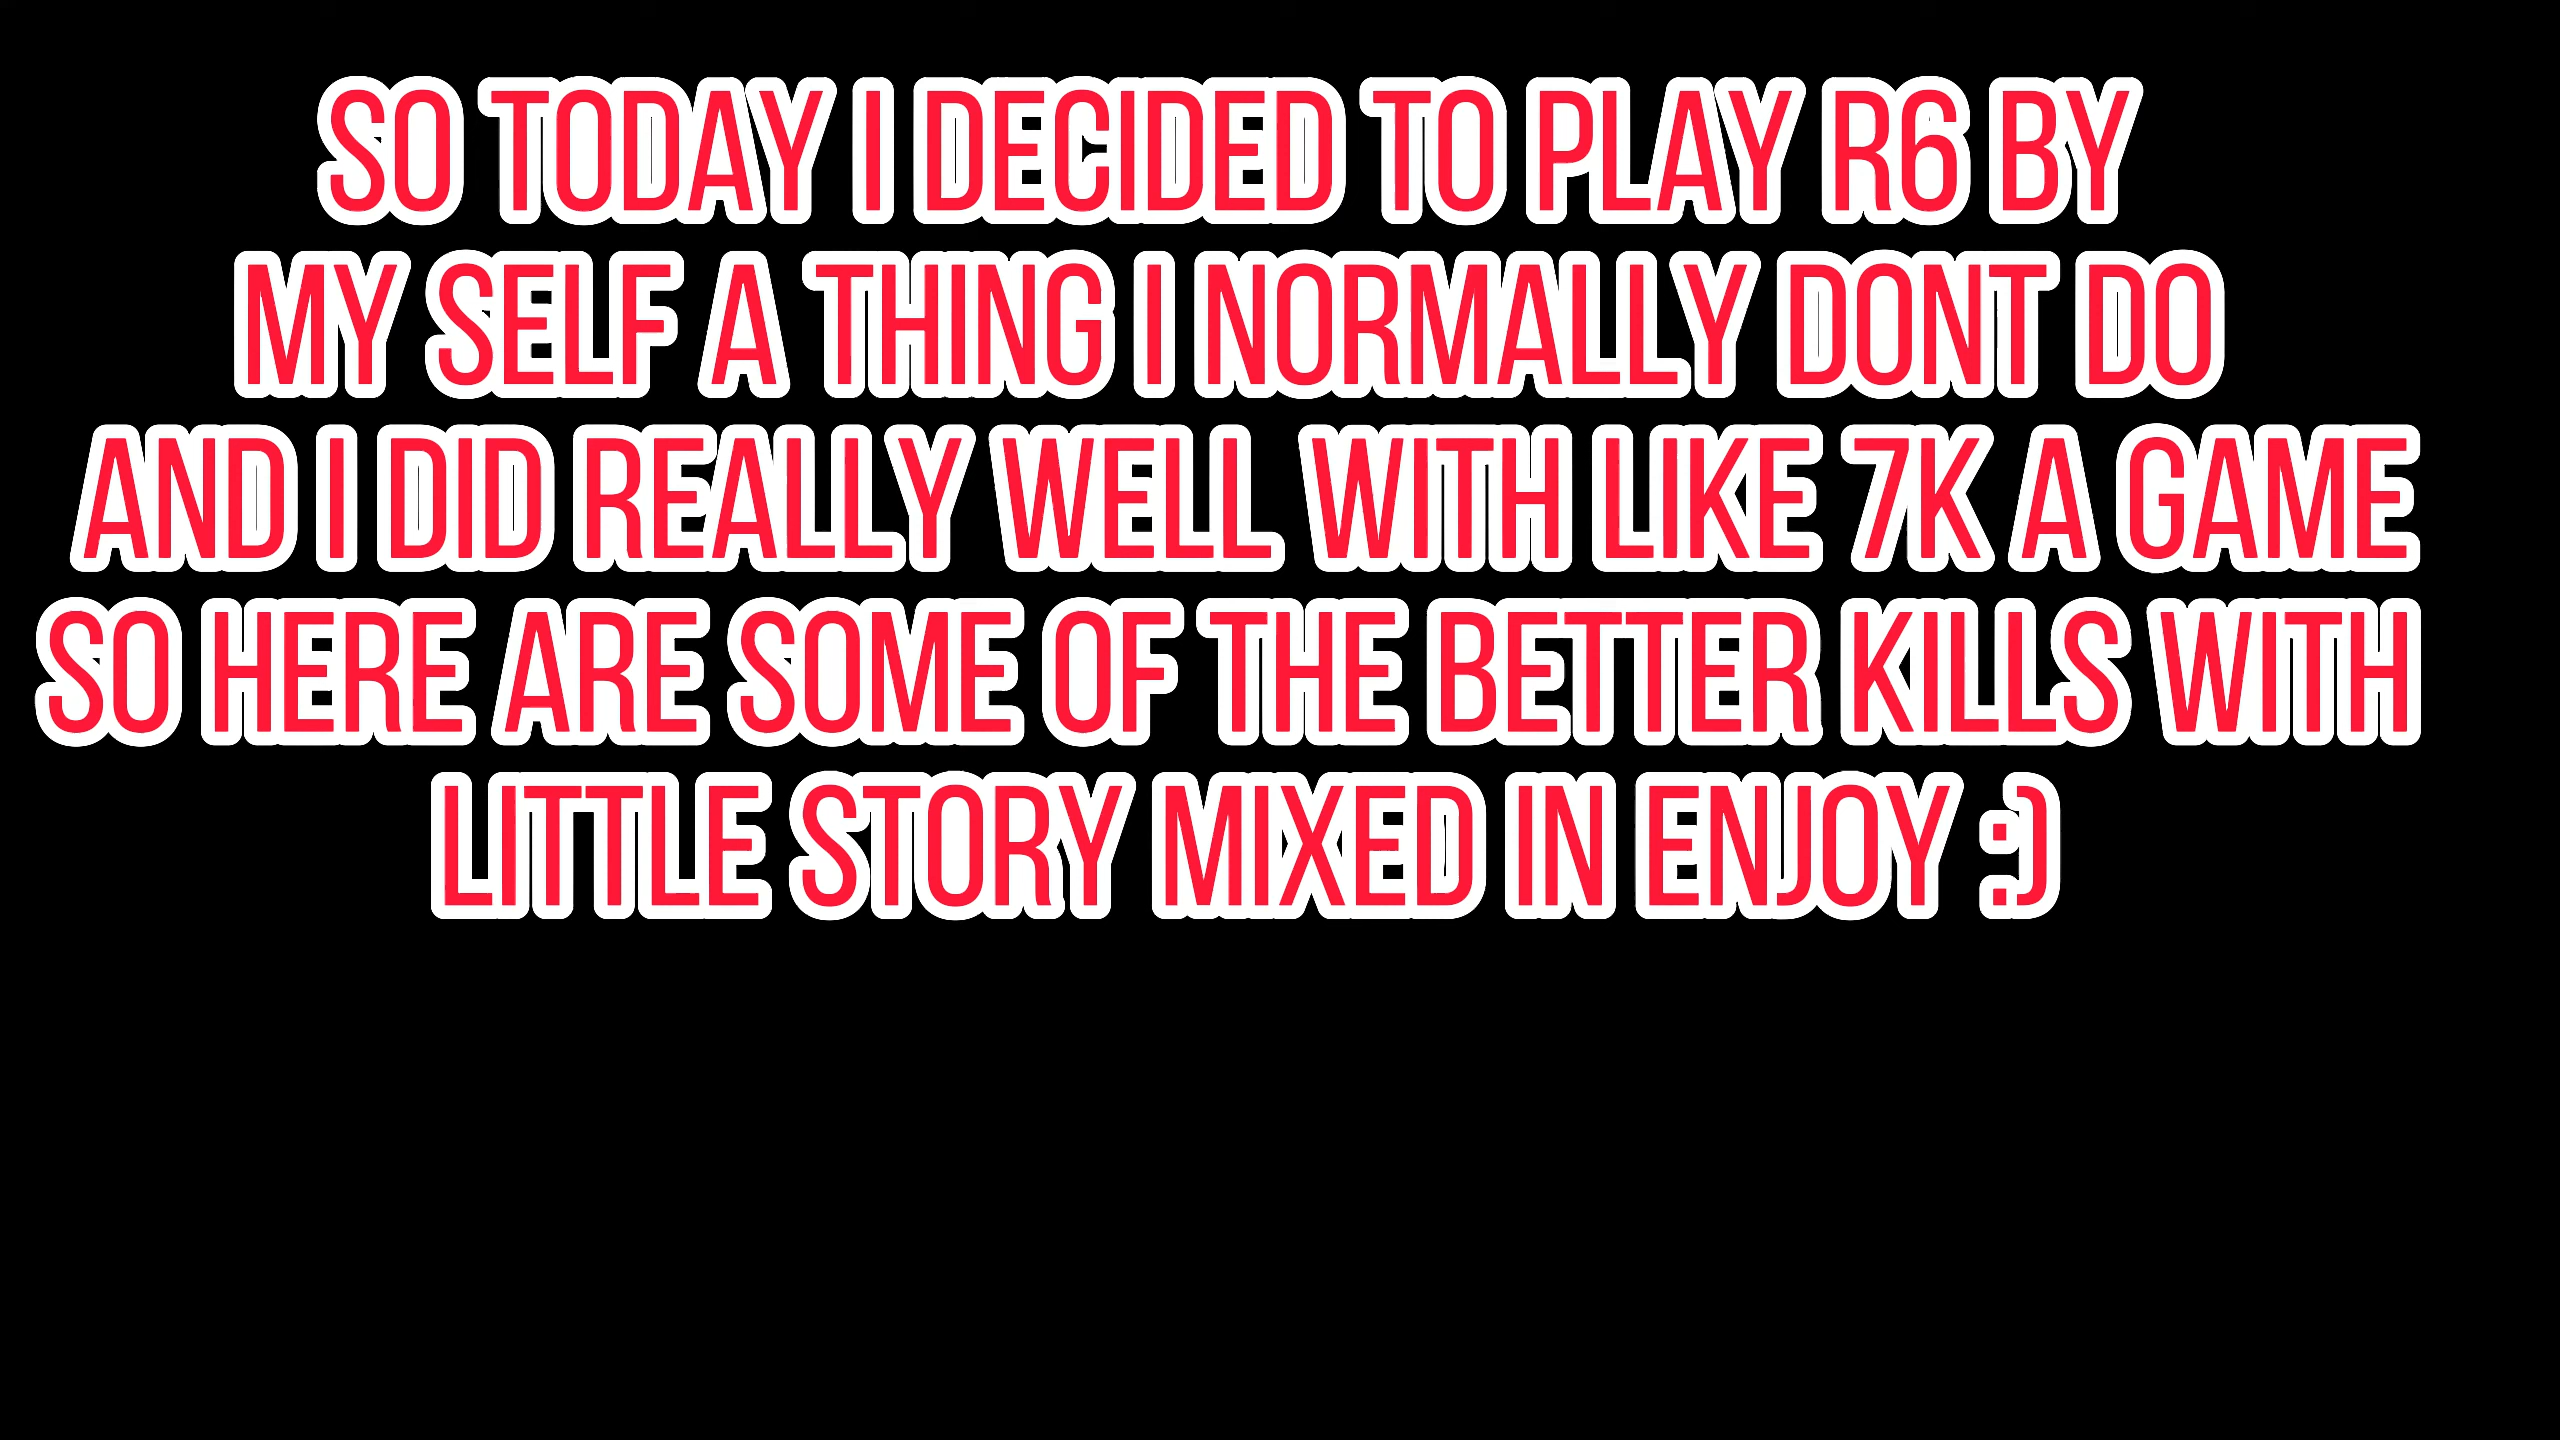 SO TODAY I DECIDED TO PLAY R6 BY
MY SELF A THING I NORMALLY DONT DO
AND I DID REALLY WELL WITH LIKE 7K A GAME
SO HERE ARE SOME OF THE BETTER KILLS WITH
LITTLE STORY MIXED IN ENJOY :)